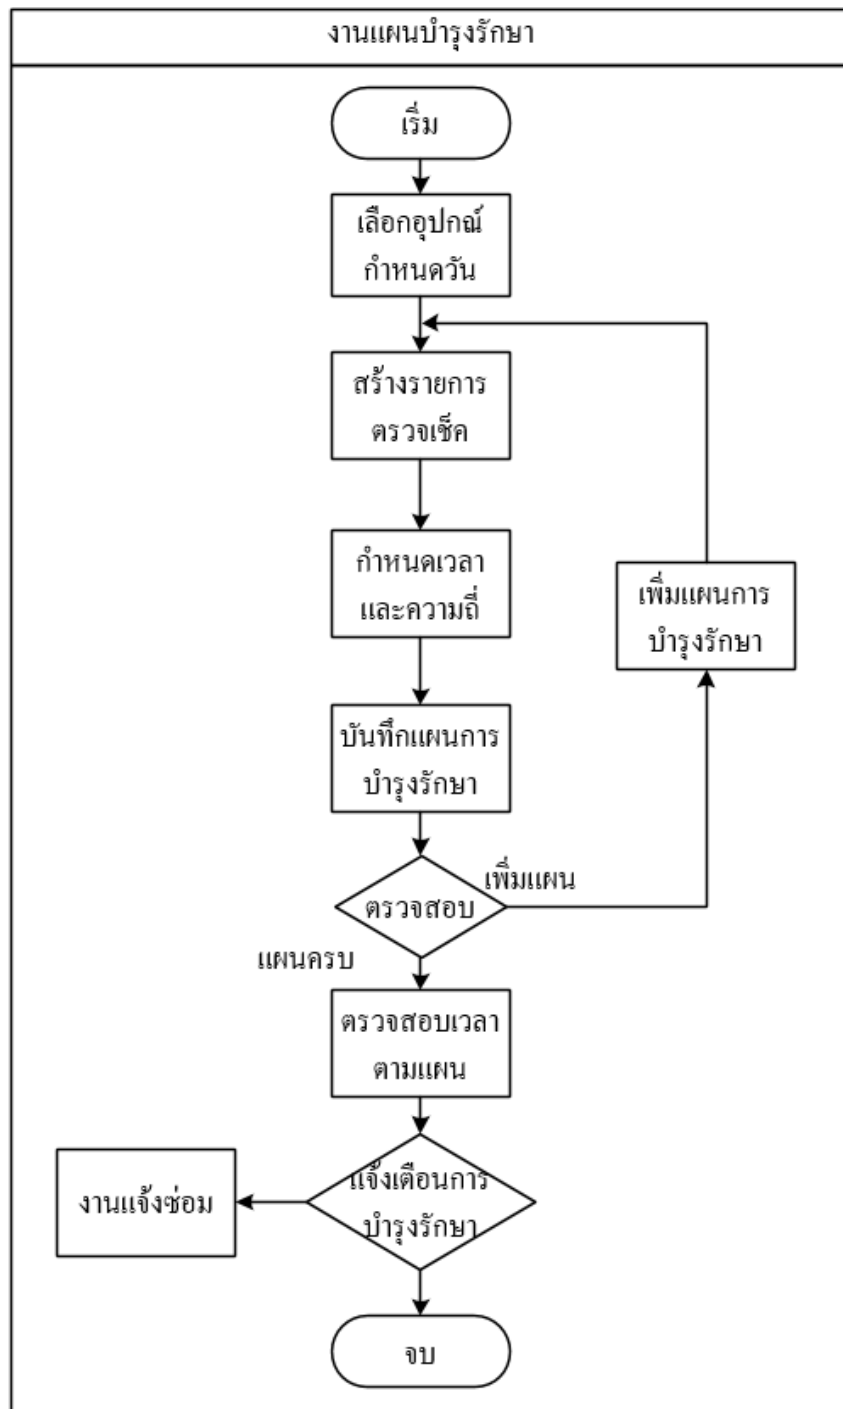 งานแผนบำรุงรักษา
เริ่ม
เลือกอุปกณ์
กำหนดวัน
สร้างรายการ
ตรวจเช็ค
กำหนดเวลา
และความถี่
เพิ่มแผนการ
บำรุงรักษา
บันทึกแผนการ
บำรุงรักษา
เพิ่มแผน
ตรวจสอบ
แผนครบ
ตรวจสอบเวลา
ตามแผน
แจ้งเตือนการ
บำรุงรักษา
งานแจ้งซ่อม
จบ